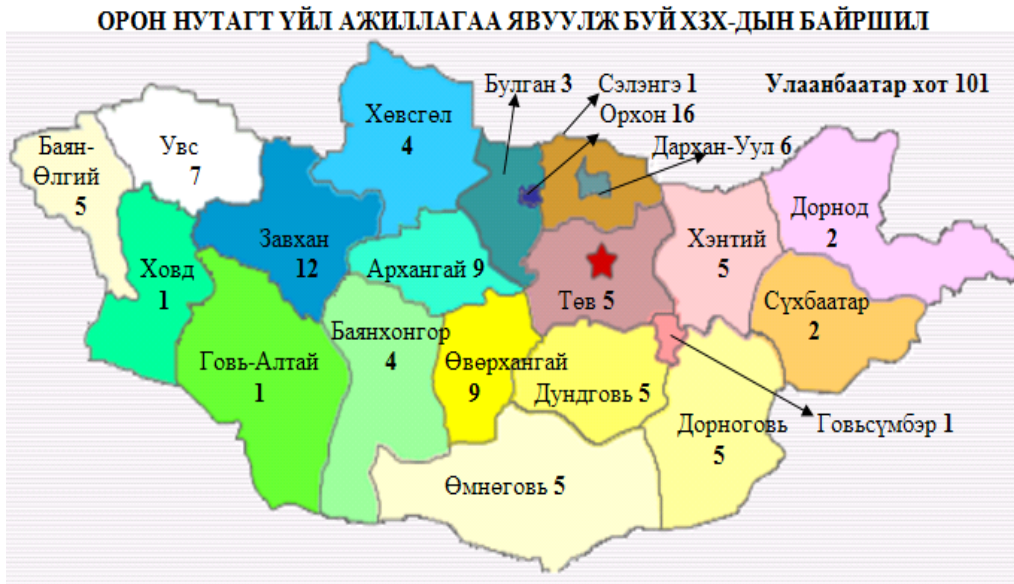 ОРОН НУТАГТ ҮЙЛ АЖИЛЛАГАА ЯВУУЛЖ БУЙ ХЗХ-ДЫН БАЙРШИЛ
Булган 3
Сэлэнгэ 1
Улаанбаатар хот 101
Орхон 16
Дархан-Уул 6
Хөвсгөл
4
Увс
7
Баян-
Өлгий
5
Дорнод
2
Завхан
12
Хэнтий
5
Ховд
1
Архангай 9
Төв 5
Сүхбаатар
2
Баянхонгор
4
Говь-Алтай
1
Өвөрхангай
9
Дундговь 5
Дорноговь
5
Говьсүмбэр 1
Өмнөговь 5